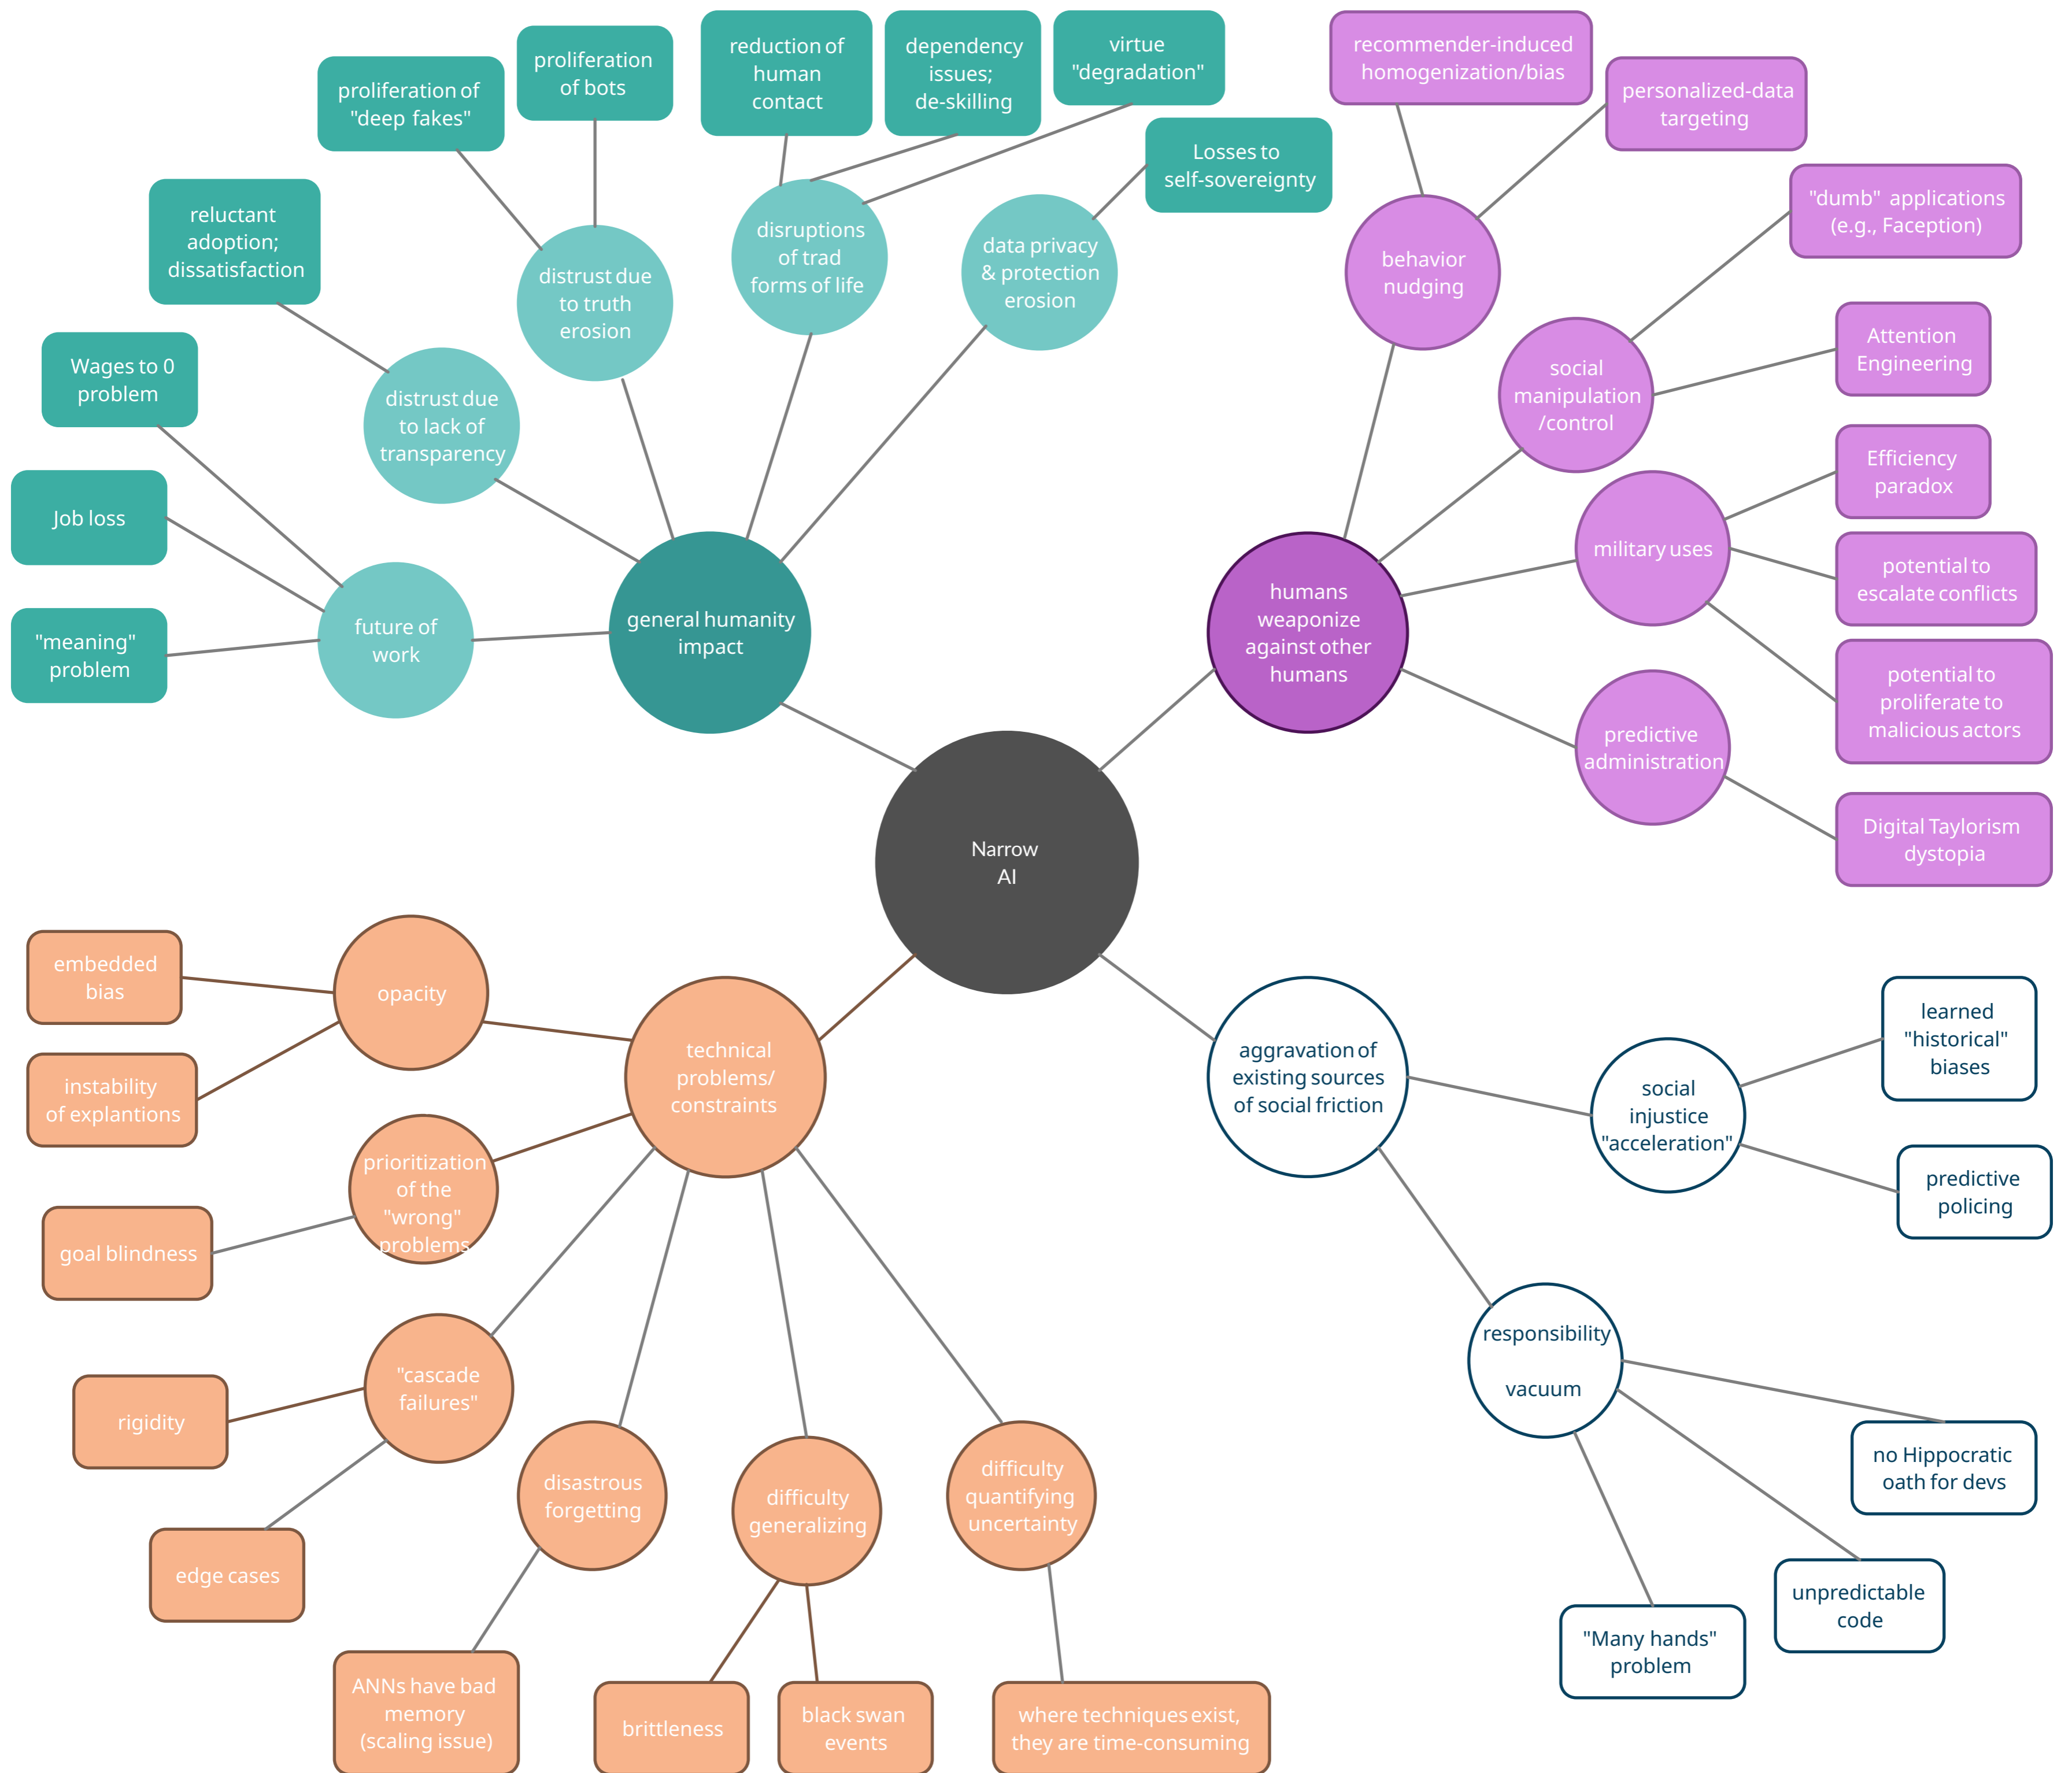 reduction of
human
contact
dependency
issues;
de-skilling
virtue
"degradation"
recommender-induced
homogenization/bias
proliferation
of bots
proliferation of
"deep fakes"
personalized-data
targeting
Losses to
self-sovereignty
reluctant
adoption;
dissatisfaction
"dumb" applications
(e.g., Faception)
disruptions
of trad
forms of life
data privacy
& protection
erosion
behavior
nudging
distrust due
to truth
erosion
Attention
Engineering
Wages to 0
problem
distrust due
to lack of
transparency
social
manipulation
/control
Efficiency
paradox
Job loss
military uses
potential to
escalate conflicts
"meaning"
problem
future of
work
general humanity
impact
humans
weaponize
against other
humans
potential to
proliferate to
malicious actors
predictive
administration
Digital Taylorism
dystopia
Narrow
AI
embedded
bias
opacity
instability
of explantions
technical
problems/
constraints
aggravation of
existing sources
of social friction
learned
"historical"
biases
social
injustice
"acceleration"
predictive
policing
prioritization
of the
"wrong"
problems
goal blindness
responsibility
vacuum
"cascade
failures"
rigidity
no Hippocratic
oath for devs
disastrous
forgetting
difficulty
generalizing
difficulty
quantifying
uncertainty
edge cases
unpredictable
code
"Many hands"
problem
ANNs have bad
memory
(scaling issue)
brittleness
black swan
events
where techniques exist,
they are time-consuming